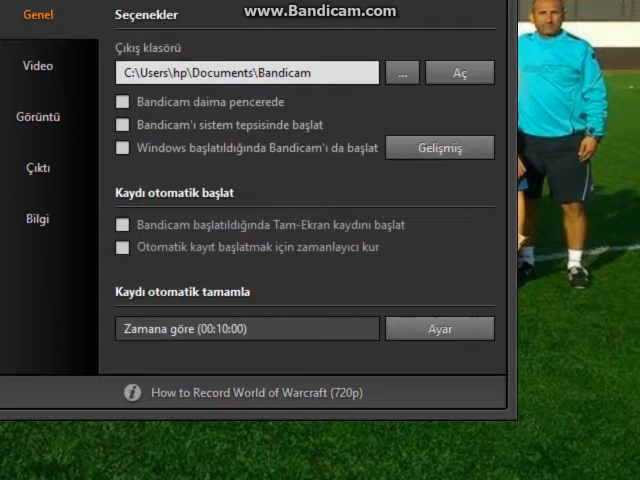 www.Bandicam.com
Genel
Seçenekler
Çıkış klasörü
Video
C:\Users\hp\Documents\Bandicam
...
Aç
Bandicam daima pencerede
Görüntü
Bandicam'ı sistem tepsisinde başlat
Windows başlatıldığında Bandicam'ı da başlat
Gelişmiş
Çıktı
Kaydı otomatik başlat
Bilgi
Bandicam başlatıldığında Tam-Ekran kaydını başlat
Otomatik kayıt başlatmak için zamanlayıcı kur
Kaydı otomatik tamamla
Zamana göre (00:10:00)
Ayar
How to Record World of Warcraft (720p)